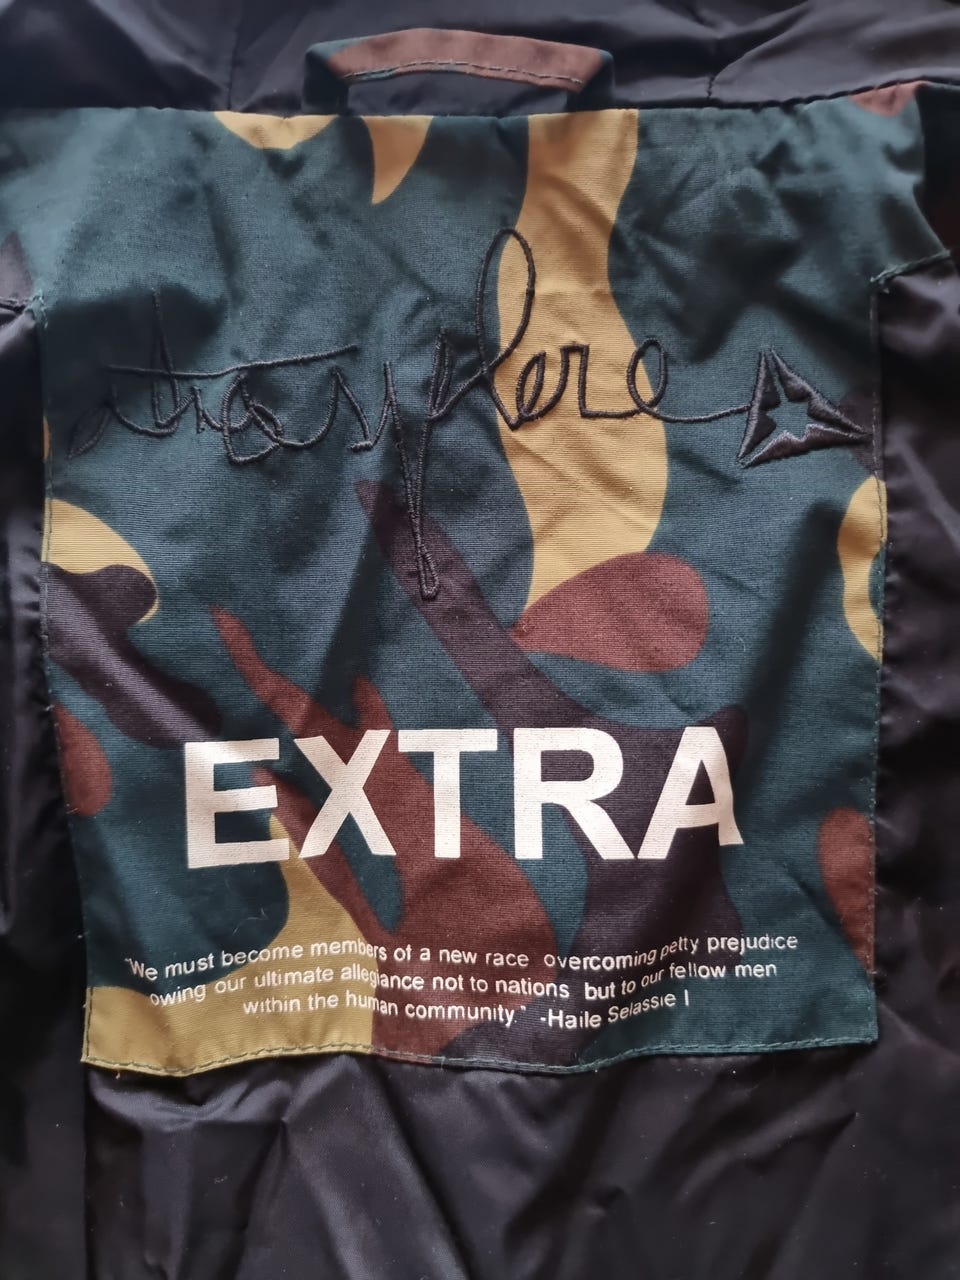 atmosphere
EXTRA
"We must become members of a new race overcoming petty prejudice
owing our ultimate allegiance not to nations but to our fellow men
within the human community." -Haile Selassie I